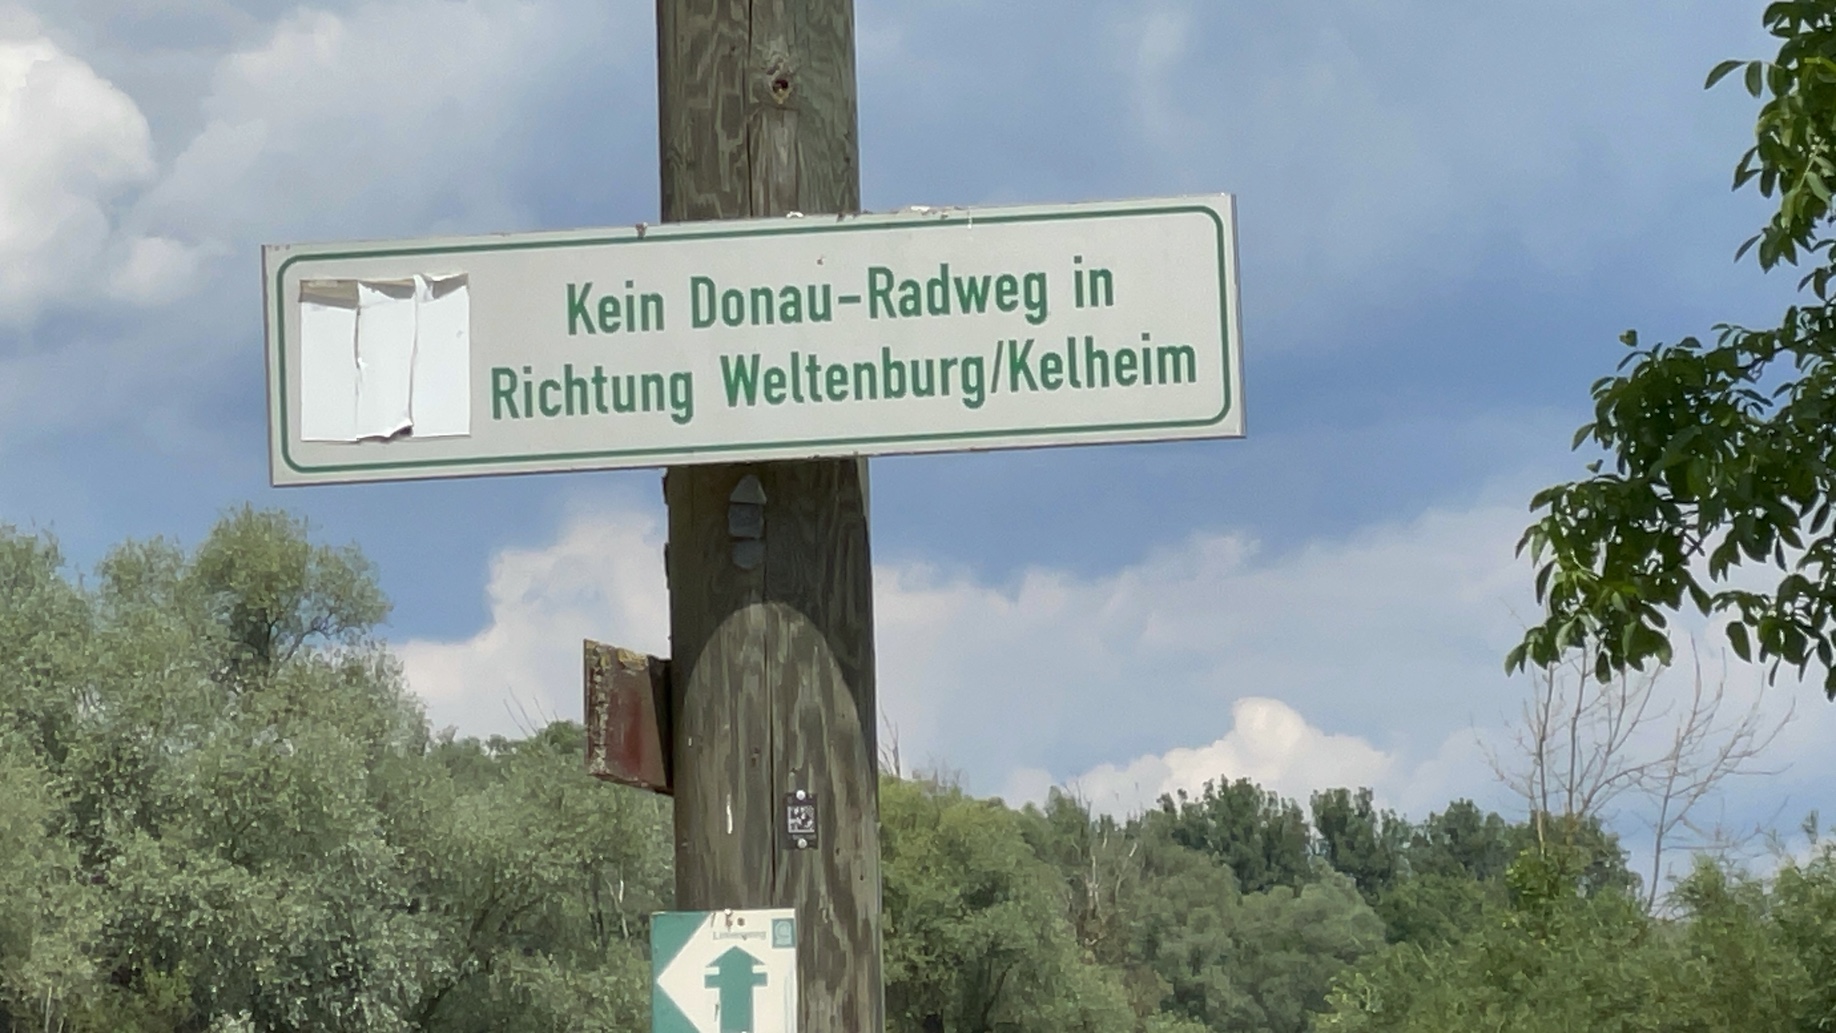 Kein Donau-Radweg in
Richtung Weltenburg/Kelheim